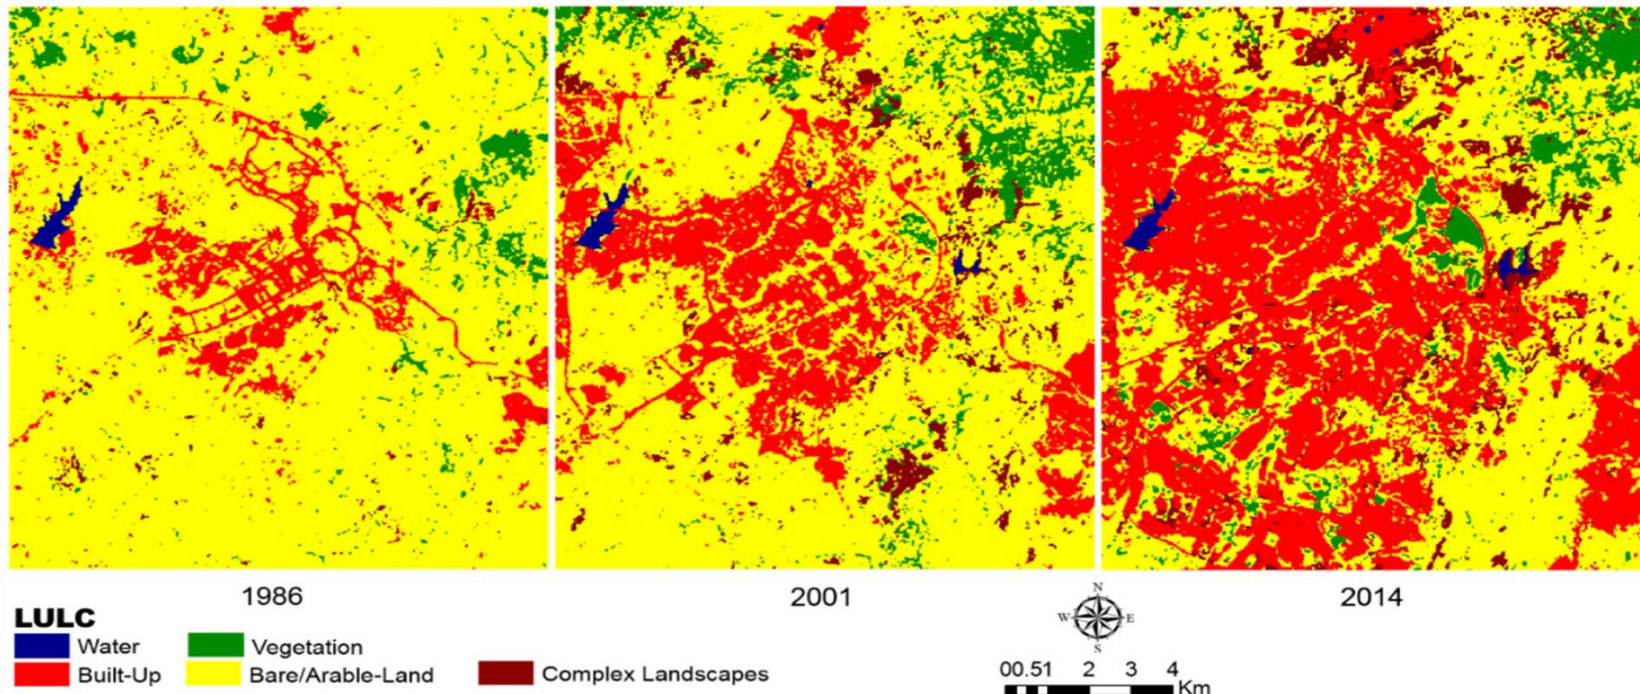 1986 2001 2014
N
W E
S
LULC
Water Vegetation
Built-Up Bare/Arable-Land Complex Landscapes
00.51 2 3 4
Km